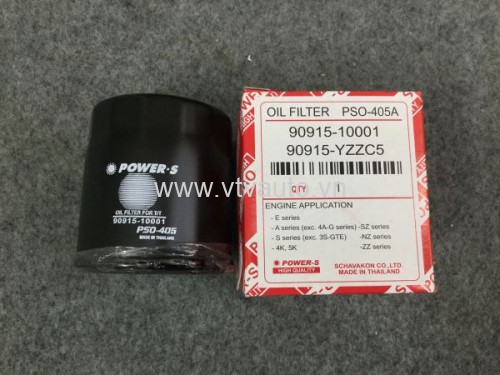 POWER-S
OIL FILTER FOR T/T
90915-10001
PSO-405
MADE IN THAILAND
www.vtvauto.vn
OIL FILTER PSO-405A
90915-10001
90915-YZZC5
Q'TY 1
ENGINE APPLICATION
- E series
- A series (exc. 4A-G series) -SZ series
- S series (exc. 3S-GTE) -NZ series
- 4K, 5K -ZZ series
POWER-S
HIGH QUALITY
SCHAVAKON CO.,LTD.
MADE IN THAILAND